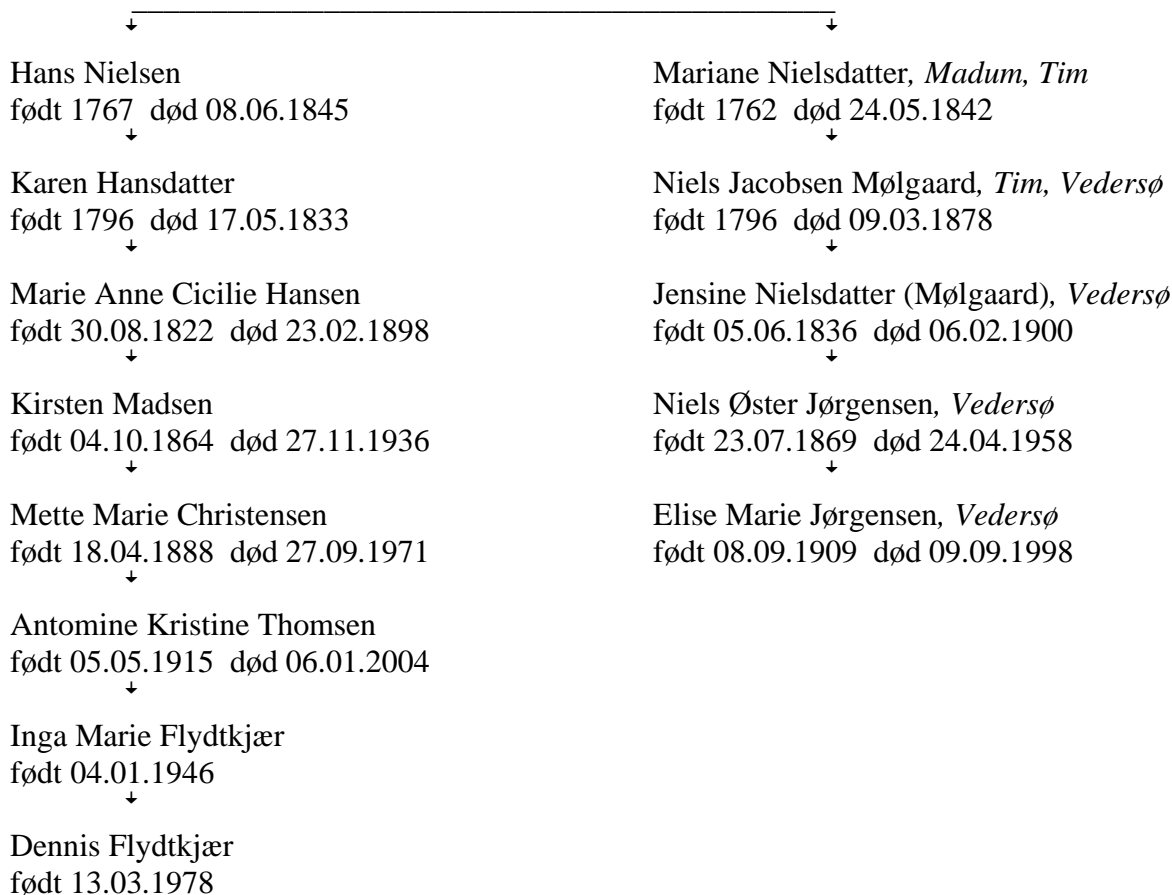 Hans Nielsen
født 1767 død 08.06.1845
Karen Hansdatter
født 1796 død 17.05.1833
Marie Anne Cicilie Hansen
født 30.08.1822 død 23.02.1898
Kirsten Madsen
født 04.10.1864 død 27.11.1936
Mette Marie Christensen
født 18.04.1888 død 27.09.1971
Antomine Kristine Thomsen
født 05.05.1915 død 06.01.2004
Inga Marie Flydtkjær
født 04.01.1946
Dennis Flydtkjær
født 13.03.1978
Mariane Nielsdatter, Madum, Tim
født 1762 død 24.05.1842
Niels Jacobsen Mølgaard, Tim, Vedersø
født 1796 død 09.03.1878
Jensine Nielsdatter (Mølgaard), Vedersø
født 05.06.1836 død 06.02.1900
Niels Øster Jørgensen, Vedersø
født 23.07.1869 død 24.04.1958
Elise Marie Jørgensen, Vedersø
født 08.09.1909 død 09.09.1998